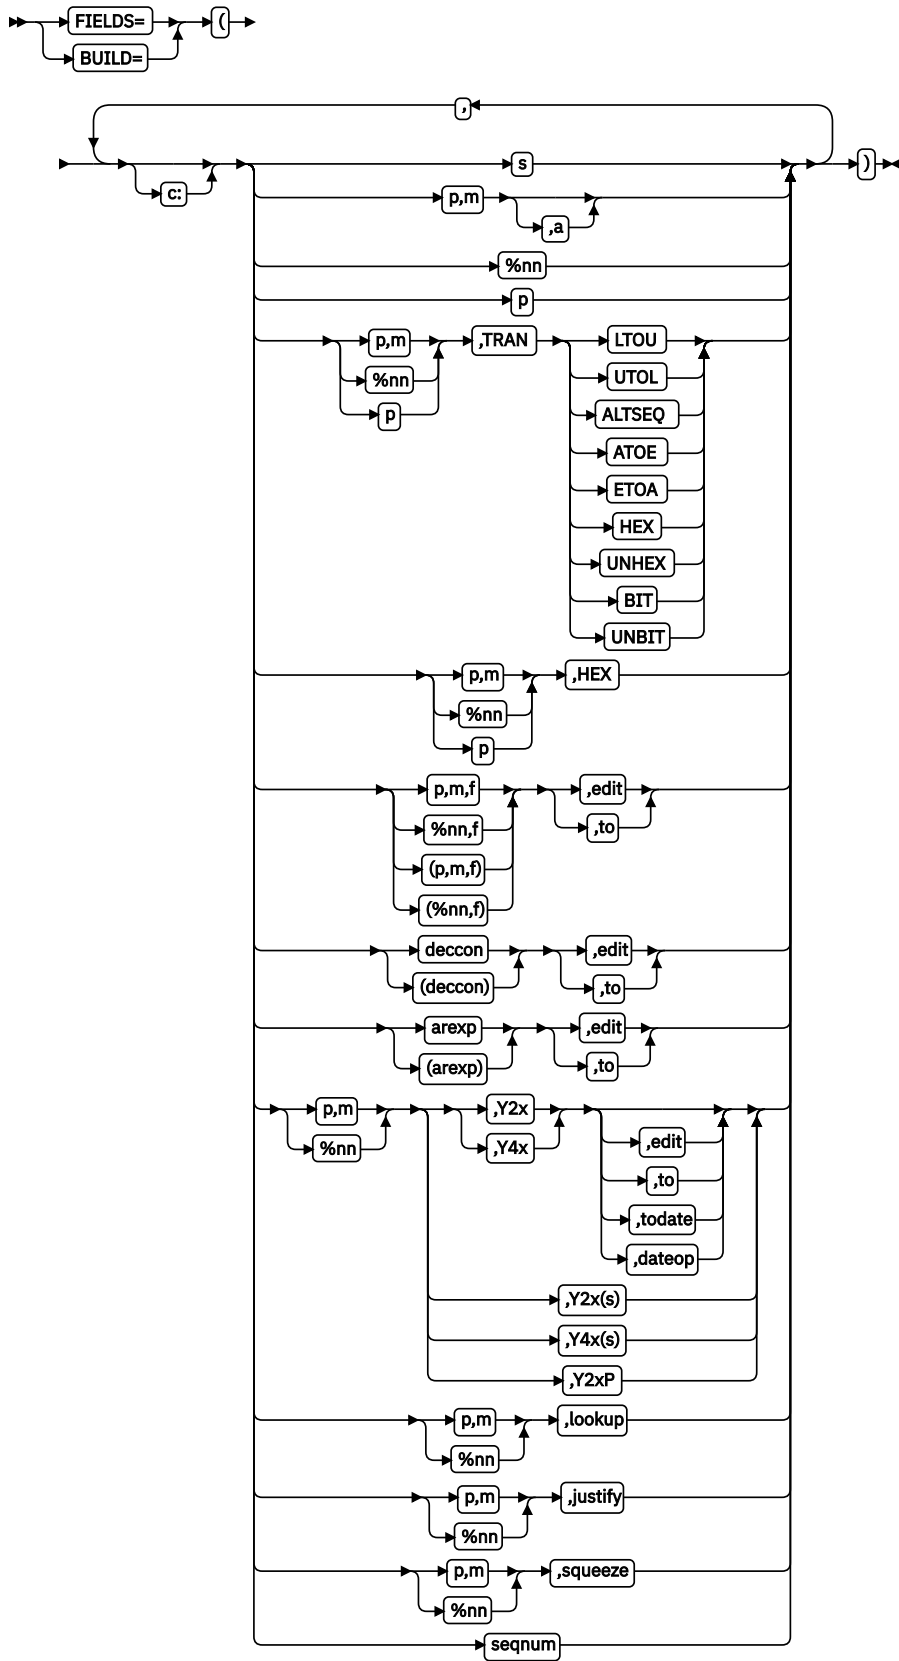 FIELDS=
(
BUILD=
,
s
)
c:
p,m
,a
%nn
p
p,m
,TRAN
LTOU
%nn
UTOL
p
ALTSEQ
ATOE
ETOA
HEX
UNHEX
BIT
UNBIT
p,m
,HEX
%nn
p
p,m,f
,edit
%nn,f
,to
(p,m,f)
(%nn,f)
deccon
,edit
(deccon)
,to
arexp
,edit
(arexp)
,to
p,m
,Y2x
%nn
,Y4x
,edit
,to
,todate
,dateop
,Y2x(s)
,Y4x(s)
,Y2xP
p,m
,lookup
%nn
p,m
,justify
%nn
p,m
,squeeze
%nn
seqnum